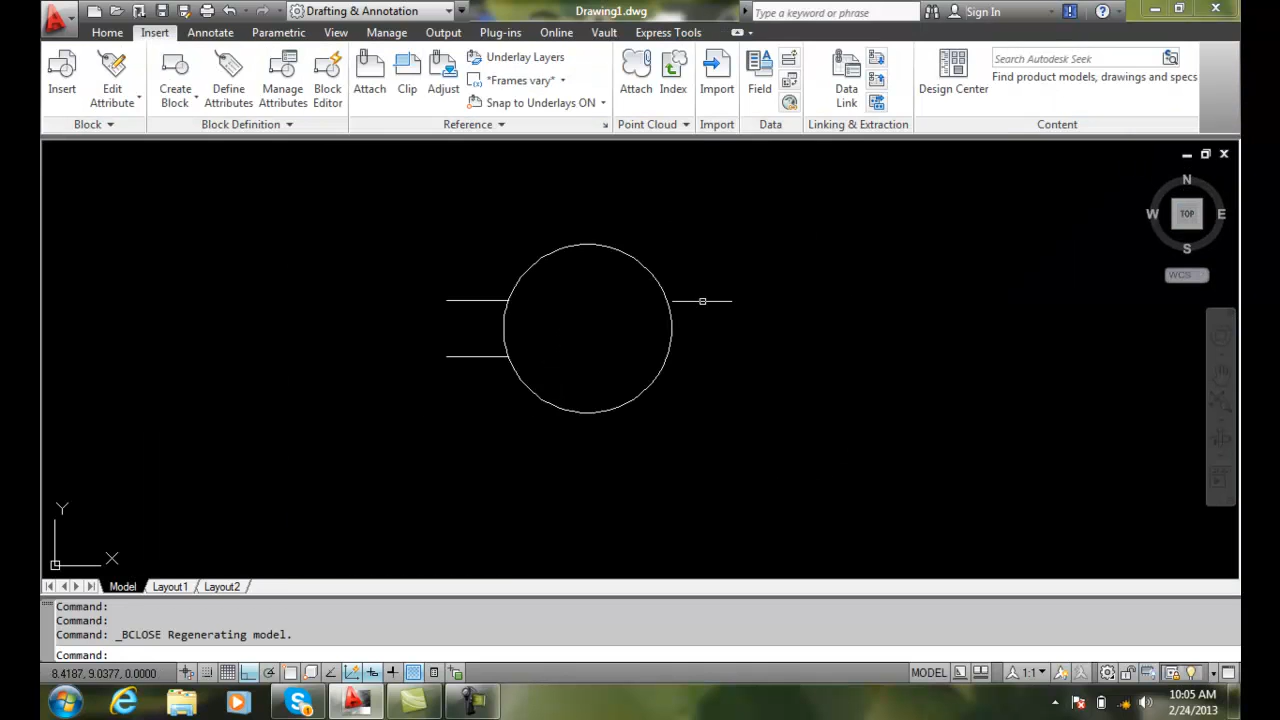 Drafting & Annotation
Drawing1.dwg
Type a keyword or phrase
Sign In
Home Insert Annotate Parametric View Manage Output Plug-ins Online Vault Express Tools
Insert
Edit
Attribute
Create
Block
Define
Attributes
Manage
Attributes
Block
Editor
Attach
Clip
Adjust
Underlay Layers
*Frames vary*
Snap to Underlays ON
Attach
Index
Import
Field
Data
Link
Design Center
Search Autodesk Seek
Find product models, drawings and specs
Block
Block Definition
Reference
Point Cloud
Import
Data
Linking & Extraction
Content
N
W TOP E
S
WCS
Y
X
Model Layout1 Layout2
Command:
Command:
Command: _BCLOSE Regenerating model.
Command:
8.4187, 9.0377, 0.0000
MODEL
1:1
10:05 AM
2/24/2013